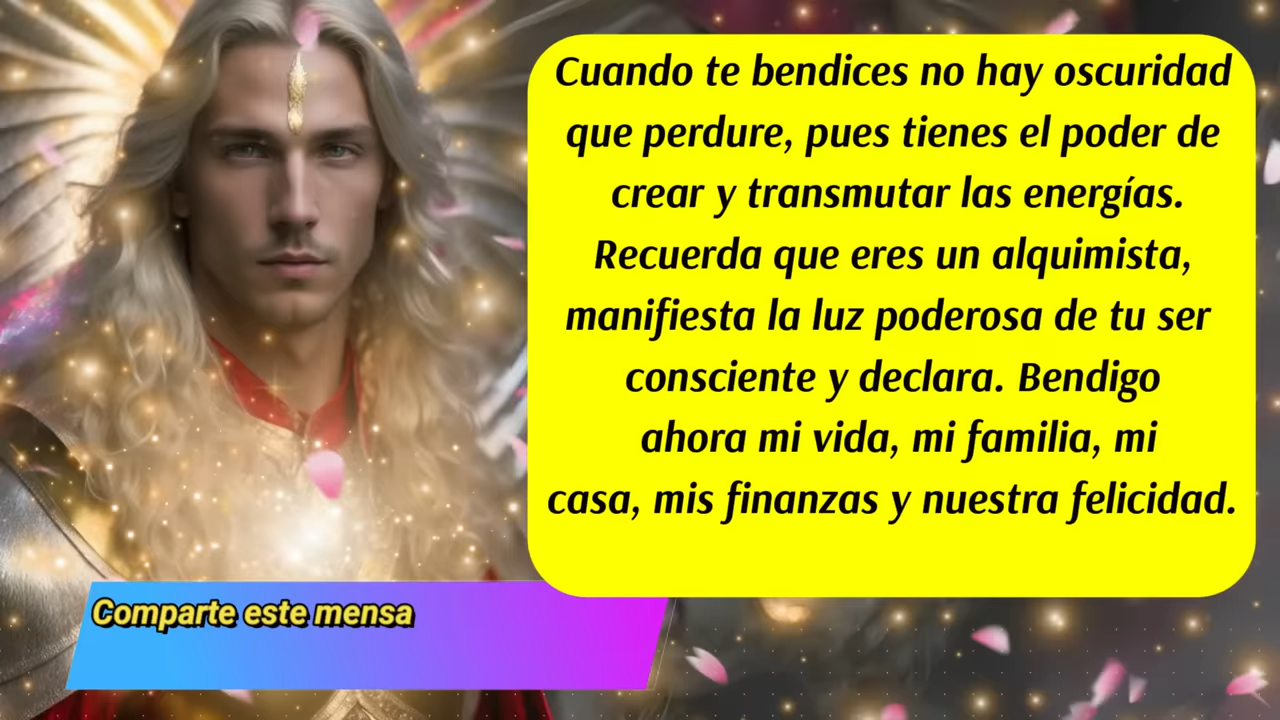 Cuando te bendices no hay oscuridad
que perdure, pues tienes el poder de
crear y transmutar las energías.
Recuerda que eres un alquimista,
manifiesta la luz poderosa de tu ser
consciente y declara. Bendigo
ahora mi vida, mi familia, mi
casa, mis finanzas y nuestra felicidad.
Comparte este mensa